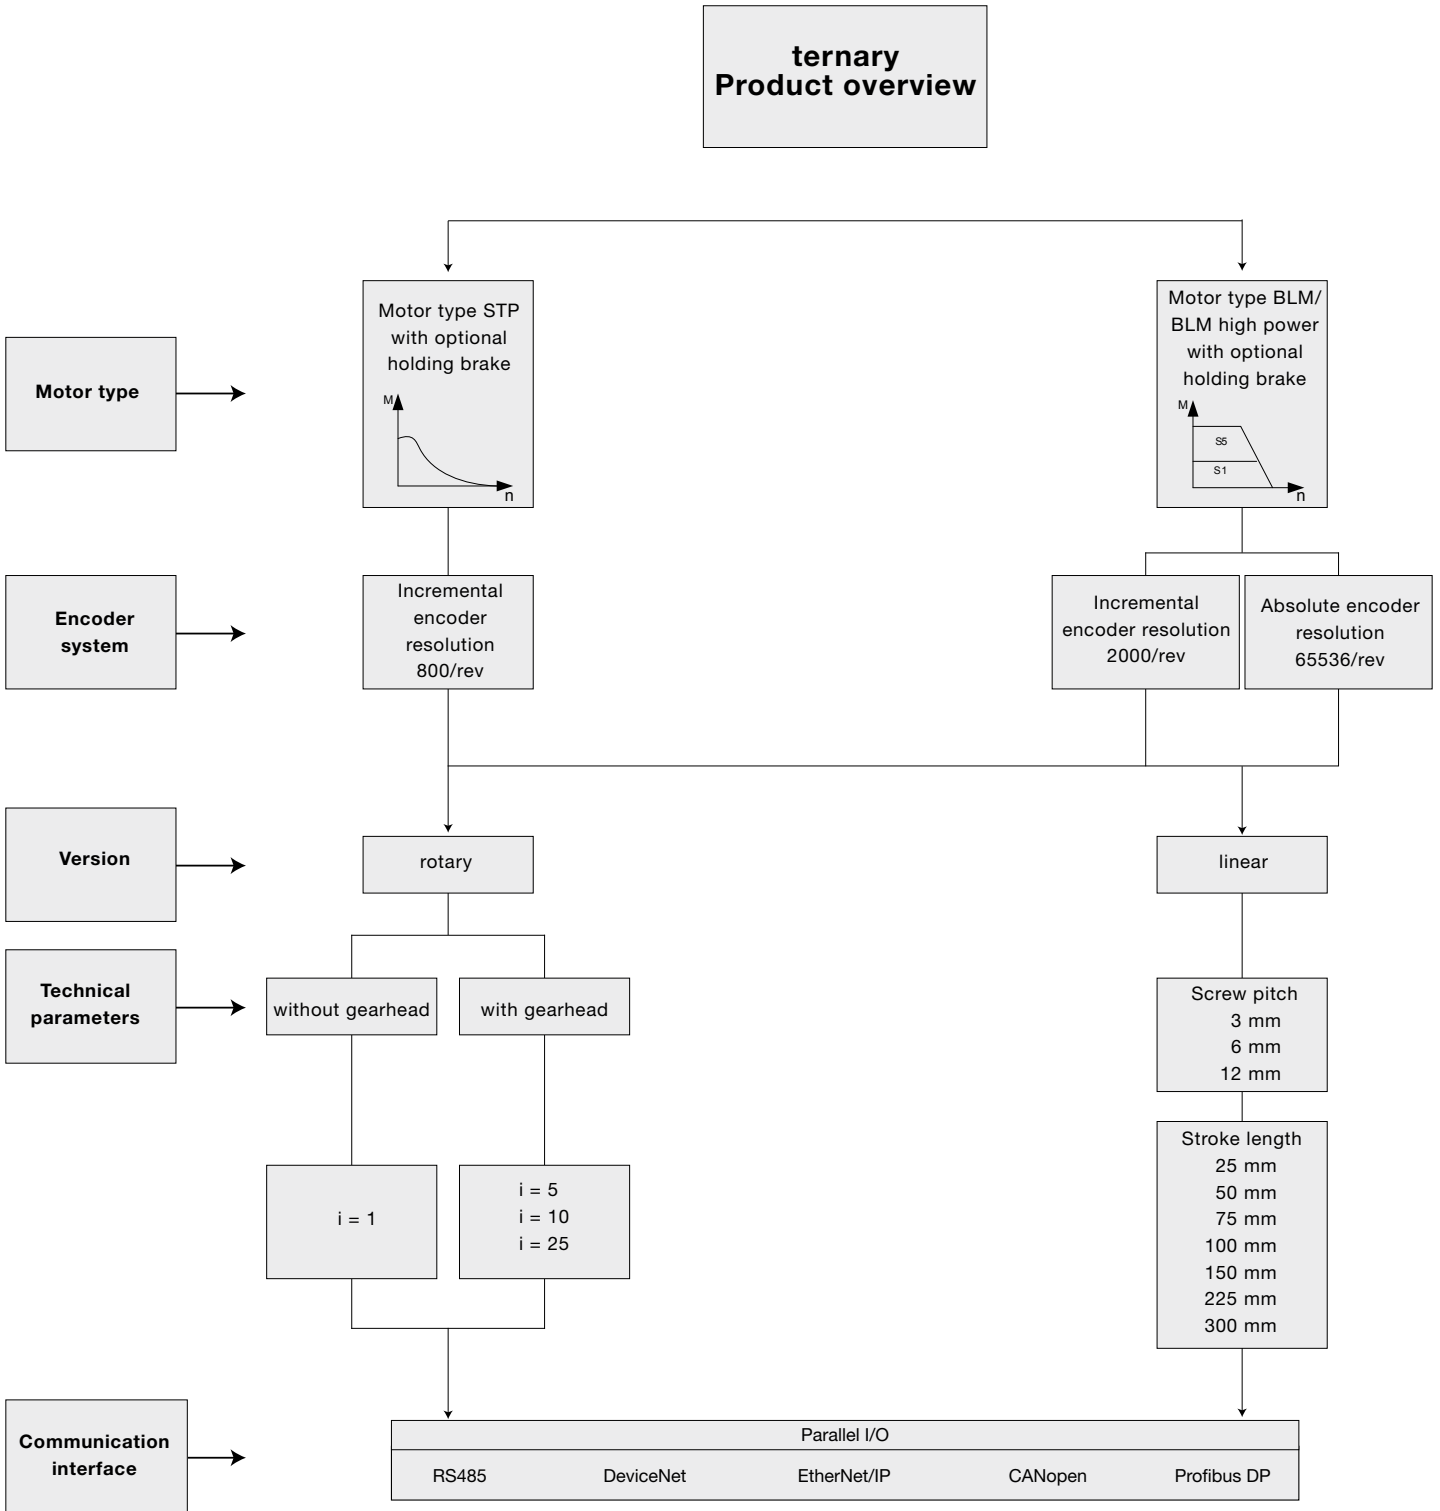 ternary
Product overview
Motor type
Motor type STP
with optional
holding brake
M
n
Motor type BLM/
BLM high power
with optional
holding brake
M
S5
S1
n
Encoder
system
Incremental
encoder
resolution
800/rev
Incremental
encoder resolution
2000/rev
Absolute encoder
resolution
65536/rev
Version
rotary
linear
Technical
parameters
without gearhead
with gearhead
Screw pitch
3 mm
6 mm
12 mm
i = 1
i = 5
i = 10
i = 25
Stroke length
25 mm
50 mm
75 mm
100 mm
150 mm
225 mm
300 mm
Communication
interface
Parallel I/O
RS485 DeviceNet EtherNet/IP CANopen Profibus DP